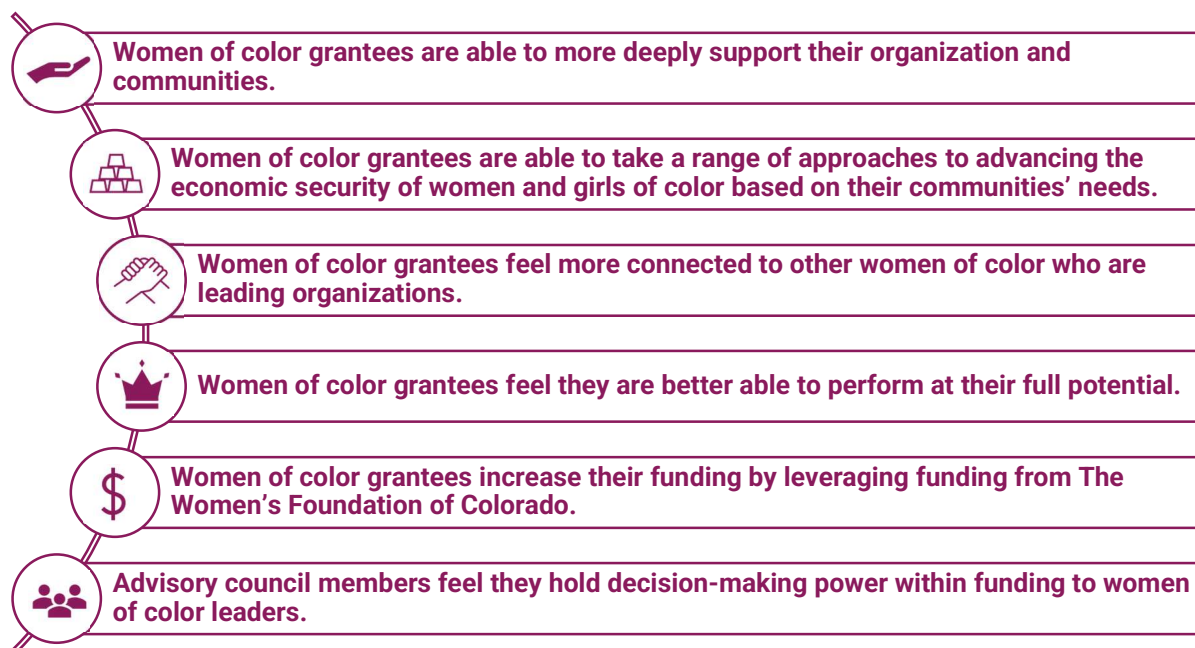 Women of color grantees are able to more deeply support their organization and
communities.
Women of color grantees are able to take a range of approaches to advancing the
economic security of women and girls of color based on their communities’ needs.
Women of color grantees feel more connected to other women of color who are
leading organizations.
Women of color grantees feel they are better able to perform at their full potential.
$
Women of color grantees increase their funding by leveraging funding from The
Women’s Foundation of Colorado.
Advisory council members feel they hold decision-making power within funding to women
of color leaders.